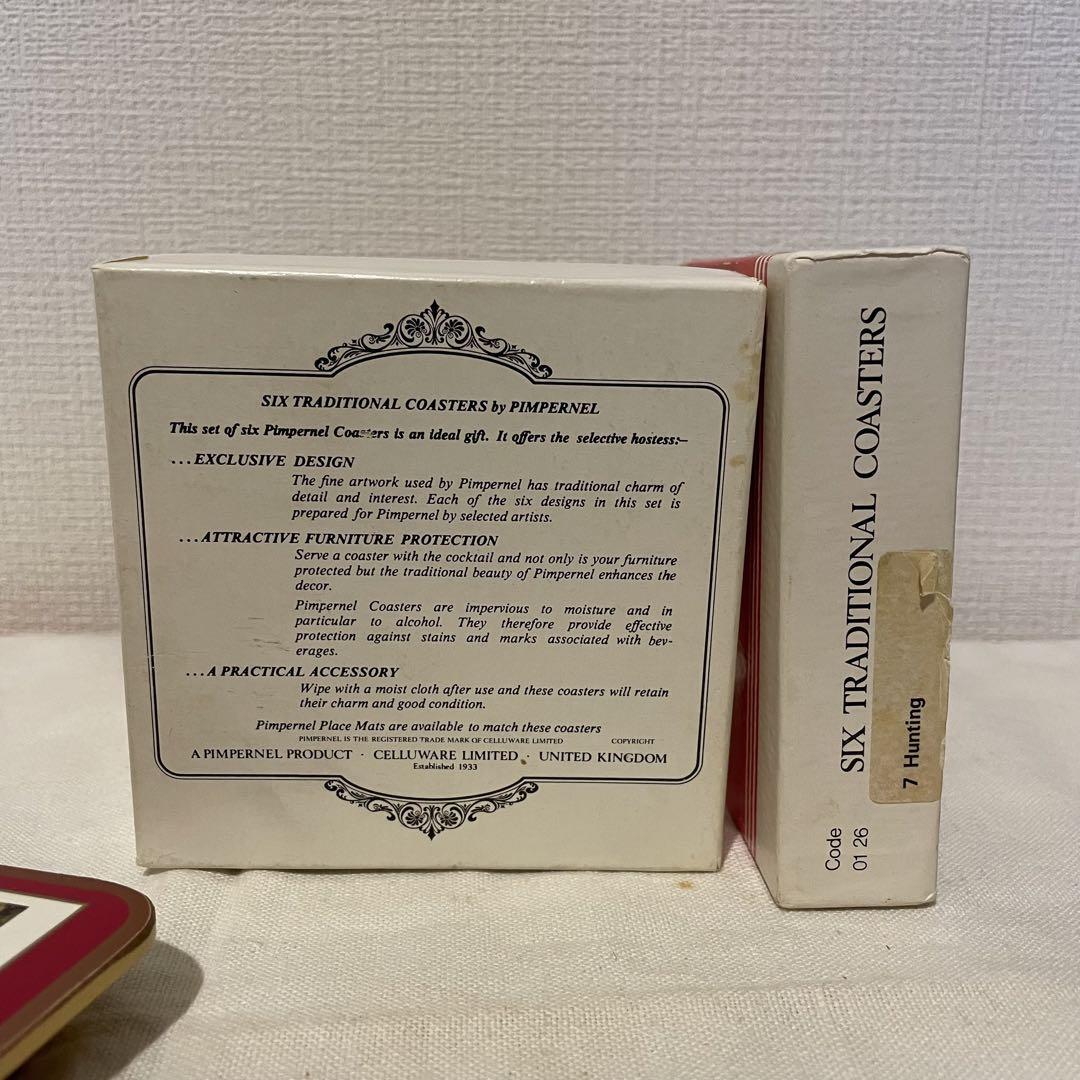 SIX TRADITIONAL COASTERS by PIMPERNEL
This set of six Pimpernel Coasters is an ideal gift. It offers the selective hostess:–
...EXCLUSIVE DESIGN
The fine artwork used by Pimpernel has traditional charm of
detail and interest. Each of the six designs in this set is
prepared for Pimpernel by selected artists.
...ATTRACTIVE FURNITURE PROTECTION
Serve a coaster with the cocktail and not only is your furniture
protected but the traditional beauty of Pimpernel enhances the
decor.
Pimpernel Coasters are impervious to moisture and in
particular to alcohol. They therefore provide effective
protection against stains and marks associated with bev-
erages.
...A PRACTICAL ACCESSORY
Wipe with a moist cloth after use and these coasters will retain
their charm and good condition.
Pimpernel Place Mats are available to match these coasters
PIMPERNEL IS THE REGISTERED TRADE MARK OF CELLUWARE LIMITED COPYRIGHT
A PIMPERNEL PRODUCT · CELLUWARE LIMITED · UNITED KINGDOM
Established 1933
SIX TRADITIONAL COASTERS
7 Hunting
Code
01 26